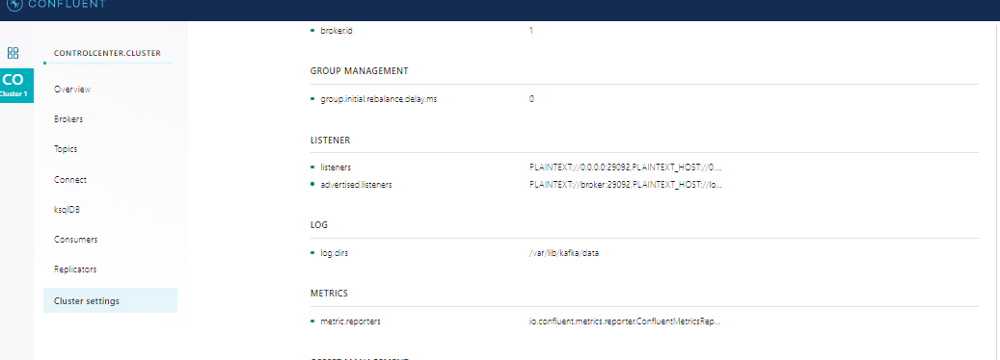 CONFLUENT
CONTROLCENTER.CLUSTER
CO
Cluster 1
Overview
Brokers
Topics
Connect
ksqlDB
Consumers
Replicators
Cluster settings
broker.id 1
GROUP MANAGEMENT
group.initial.rebalance.delay.ms 0
LISTENER
listeners PLAINTEXT://0.0.0.0:29092,PLAINTEXT_HOST://0....
advertised.listeners PLAINTEXT://broker:29092,PLAINTEXT_HOST://lo...
LOG
log.dirs /var/lib/kafka/data
METRICS
metric.reporters io.confluent.metrics.reporter.ConfluentMetricsRep...